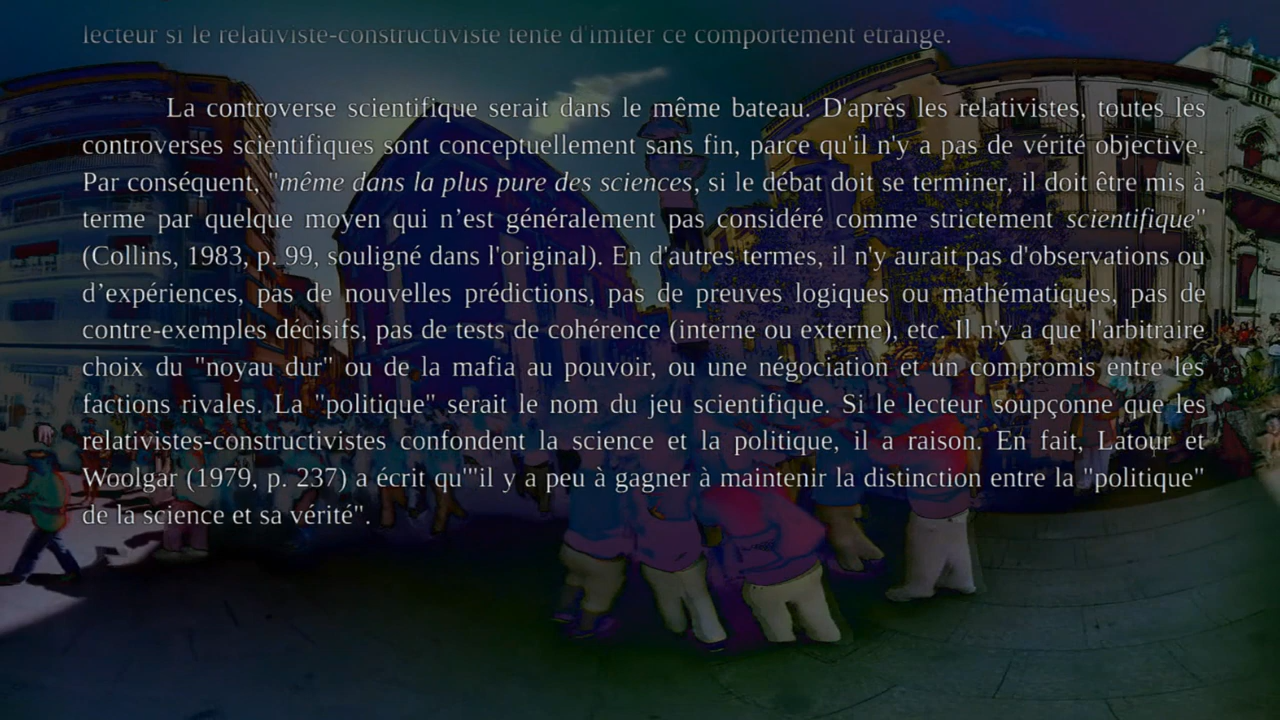 lecteur si le relativiste-constructiviste tente d'imiter ce comportement étrange.
La controverse scientifique serait dans le même bateau. D'après les relativistes, toutes les
controverses scientifiques sont conceptuellement sans fin, parce qu'il n'y a pas de vérité objective.
Par conséquent, "même dans la plus pure des sciences, si le débat doit se terminer, il doit être mis à
terme par quelque moyen qui n’est généralement pas considéré comme strictement scientifique"
(Collins, 1983, p. 99, souligné dans l'original). En d'autres termes, il n'y aurait pas d'observations ou
d’expériences, pas de nouvelles prédictions, pas de preuves logiques ou mathématiques, pas de
contre-exemples décisifs, pas de tests de cohérence (interne ou externe), etc. Il n'y a que l'arbitraire
choix du "noyau dur" ou de la mafia au pouvoir, ou une négociation et un compromis entre les
factions rivales. La "politique" serait le nom du jeu scientifique. Si le lecteur soupçonne que les
relativistes-constructivistes confondent la science et la politique, il a raison. En fait, Latour et
Woolgar (1979, p. 237) a écrit qu'"il y a peu à gagner à maintenir la distinction entre la "politique"
de la science et sa vérité".